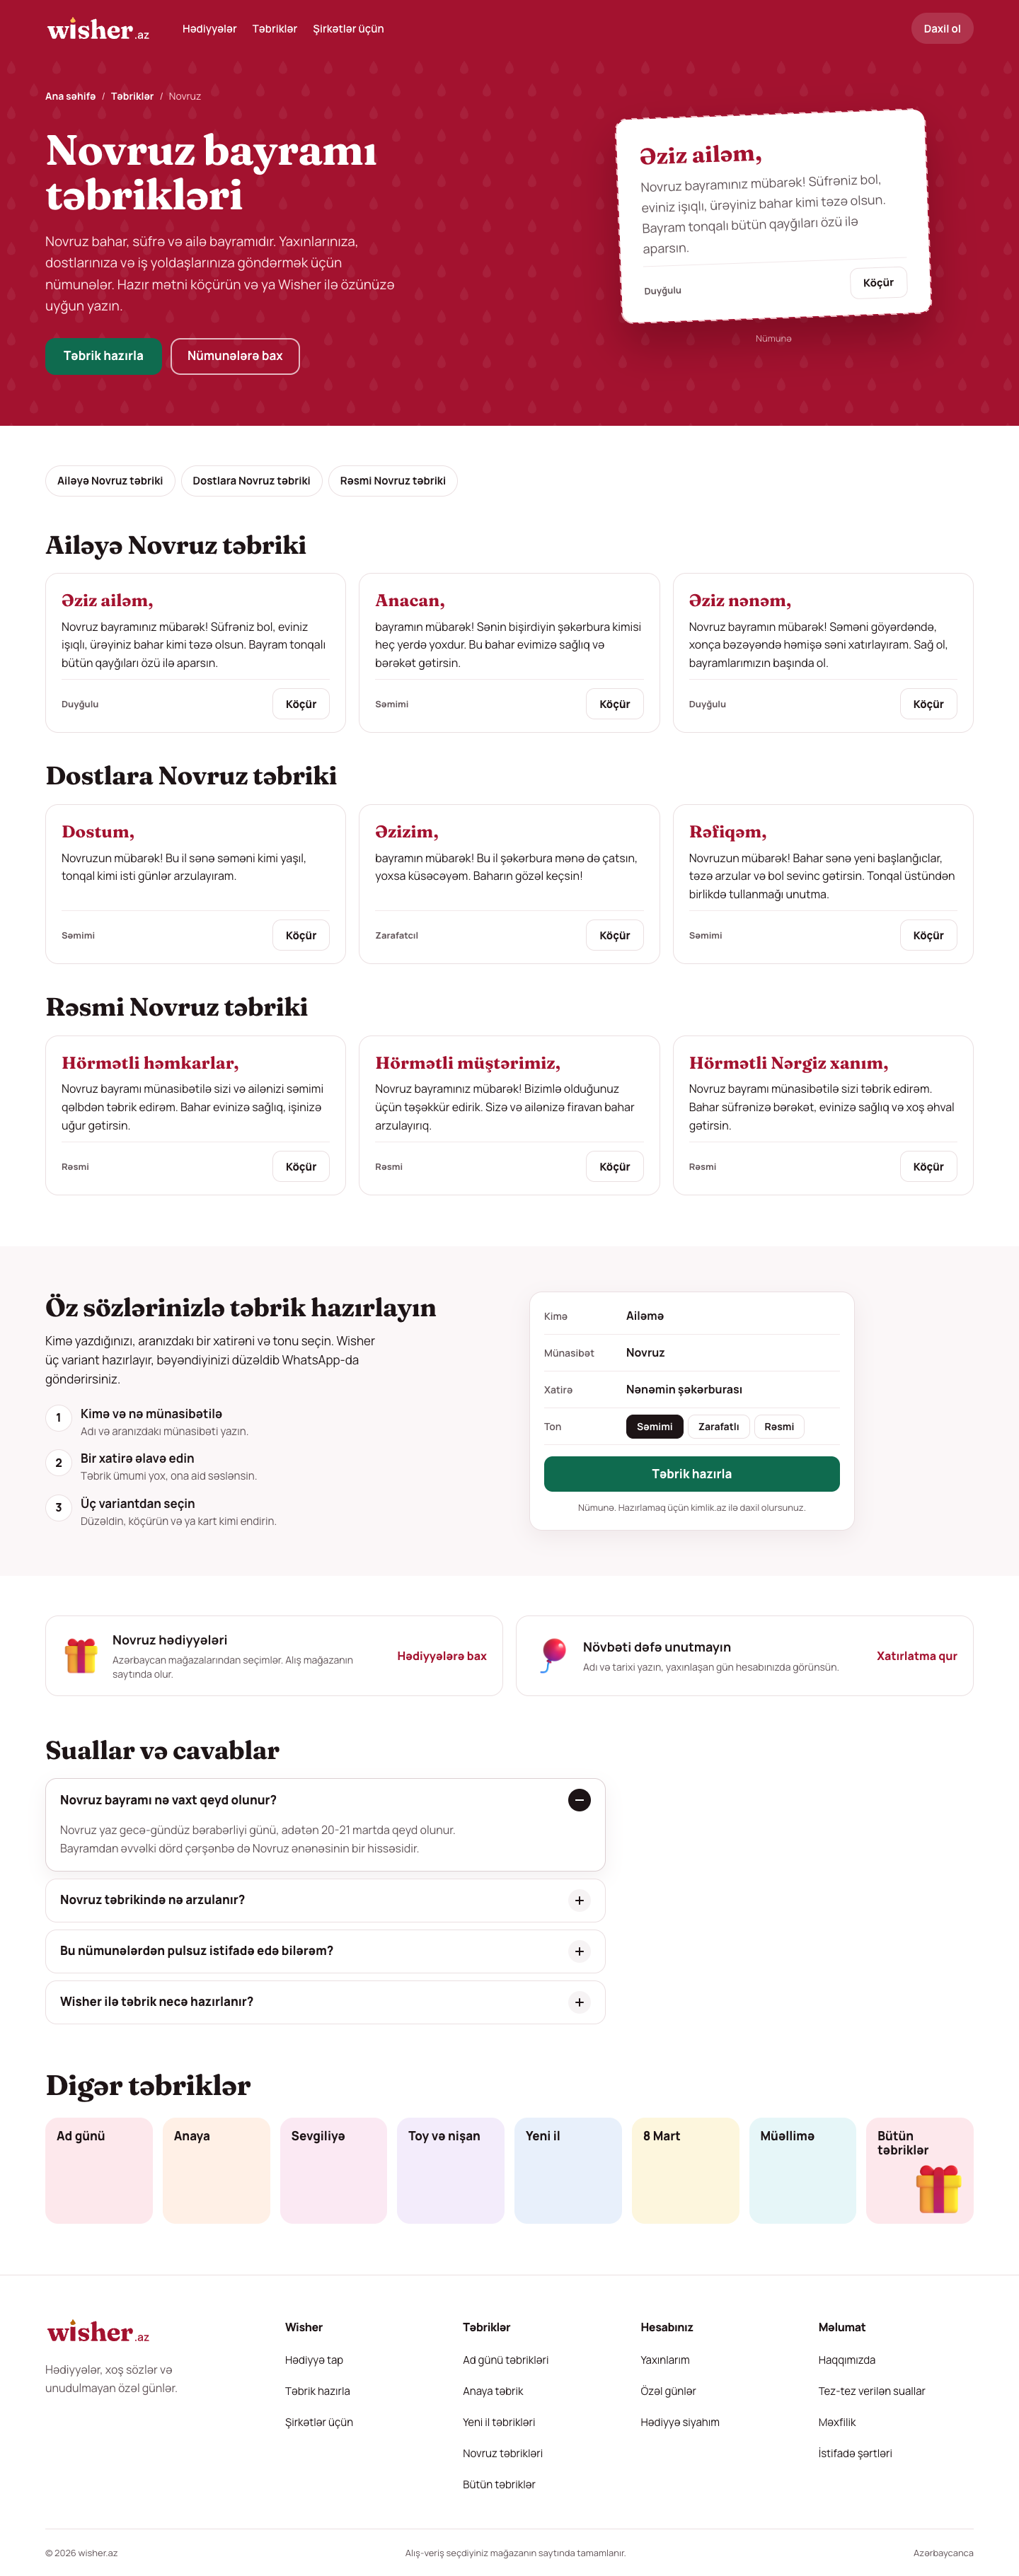 wisher.az
Hədiyyələr
Təbriklər
Şirkətlər üçün
Daxil ol
Ana səhifə / Təbriklər / Novruz
Novruz bayramı
təbrikləri
Novruz bahar, süfrə və ailə bayramıdır. Yaxınlarınıza,
dostlarınıza və iş yoldaşlarınıza göndərmək üçün
nümunələr. Hazır mətni köçürün və ya Wisher ilə özünüzə
uyğun yazın.
Təbrik hazırla
Nümunələrə bax
Əziz ailəm,
Novruz bayramınız mübarək! Süfrəniz bol,
eviniz işıqlı, ürəyiniz bahar kimi təzə olsun.
Bayram tonqalı bütün qayğıları özü ilə
aparsın.
Duyğulu
Köçür
Nümunə
Ailəyə Novruz təbriki
Dostlara Novruz təbriki
Rəsmi Novruz təbriki
Ailəyə Novruz təbriki
Əziz ailəm,
Novruz bayramınız mübarək! Süfrəniz bol, eviniz
işıqlı, ürəyiniz bahar kimi təzə olsun. Bayram tonqalı
bütün qayğıları özü ilə aparsın.
Duyğulu
Köçür
Anacan,
bayramın mübarək! Sənin bişirdiyin şəkərbura kimisi
heç yerdə yoxdur. Bu bahar evimizə sağlıq və
bərəkət gətirsin.
Səmimi
Köçür
Əziz nənəm,
Novruz bayramın mübarək! Səməni göyərdəndə,
xonça bəzəyəndə həmişə səni xatırlayıram. Sağ ol,
bayramlarımızın başında ol.
Duyğulu
Köçür
Dostlara Novruz təbriki
Dostum,
Novruzun mübarək! Bu il sənə səməni kimi yaşıl,
tonqal kimi isti günlər arzulayıram.
Səmimi
Köçür
Əzizim,
bayramın mübarək! Bu il şəkərbura mənə də çatsın,
yoxsa küsəcəyəm. Baharın gözəl keçsin!
Zarafatcıl
Köçür
Rəfiqəm,
Novruzun mübarək! Bahar sənə yeni başlanğıclar,
təzə arzular və bol sevinc gətirsin. Tonqal üstündən
birlikdə tullanmağı unutma.
Səmimi
Köçür
Rəsmi Novruz təbriki
Hörmətli həmkarlar,
Novruz bayramı münasibətilə sizi və ailənizi səmimi
qəlbdən təbrik edirəm. Bahar evinizə sağlıq, işinizə
uğur gətirsin.
Rəsmi
Köçür
Hörmətli müştərimiz,
Novruz bayramınız mübarək! Bizimlə olduğunuz
üçün təşəkkür edirik. Sizə və ailənizə firavan bahar
arzulayırıq.
Rəsmi
Köçür
Hörmətli Nərgiz xanım,
Novruz bayramı münasibətilə sizi təbrik edirəm.
Bahar süfrənizə bərəkət, evinizə sağlıq və xoş əhval
gətirsin.
Rəsmi
Köçür
Öz sözlərinizlə təbrik hazırlayın
Kimə yazdığınızı, aranızdakı bir xatirəni və tonu seçin. Wisher
üç variant hazırlayır, bəyəndiyinizi düzəldib WhatsApp-da
göndərirsiniz.
1
Kimə və nə münasibətilə
Adı və aranızdakı münasibəti yazın.
2
Bir xatirə əlavə edin
Təbrik ümumi yox, ona aid səslənsin.
3
Üç variantdan seçin
Düzəldin, köçürün və ya kart kimi endirin.
Kimə
Ailəmə
Münasibət
Novruz
Xatirə
Nənəmin şəkərburası
Ton
Səmimi
Zarafatlı
Rəsmi
Təbrik hazırla
Nümunə. Hazırlamaq üçün kimlik.az ilə daxil olursunuz.
Novruz hədiyyələri
Azərbaycan mağazalarından seçimlər. Alış mağazanın
saytında olur.
Hədiyyələrə bax
Növbəti dəfə unutmayın
Adı və tarixi yazın, yaxınlaşan gün hesabınızda görünsün.
Xatırlatma qur
Suallar və cavablar
Novruz bayramı nə vaxt qeyd olunur?
Novruz yaz gecə-gündüz bərabərliyi günü, adətən 20-21 martda qeyd olunur.
Bayramdan əvvəlki dörd çərşənbə də Novruz ənənəsinin bir hissəsidir.
Novruz təbrikində nə arzulanır?
Bu nümunələrdən pulsuz istifadə edə bilərəm?
Wisher ilə təbrik necə hazırlanır?
Digər təbriklər
Ad günü
Anaya
Sevgiliyə
Toy və nişan
Yeni il
8 Mart
Müəllimə
Bütün
təbriklər
wisher.az
Hədiyyələr, xoş sözlər və
unudulmayan özəl günlər.
Wisher
Hədiyyə tap
Təbrik hazırla
Şirkətlər üçün
Təbriklər
Ad günü təbrikləri
Anaya təbrik
Yeni il təbrikləri
Novruz təbrikləri
Bütün təbriklər
Hesabınız
Yaxınlarım
Özəl günlər
Hədiyyə siyahım
Məlumat
Haqqımızda
Tez-tez verilən suallar
Məxfilik
İstifadə şərtləri
© 2026 wisher.az
Alış-veriş seçdiyiniz mağazanın saytında tamamlanır.
Azərbaycanca